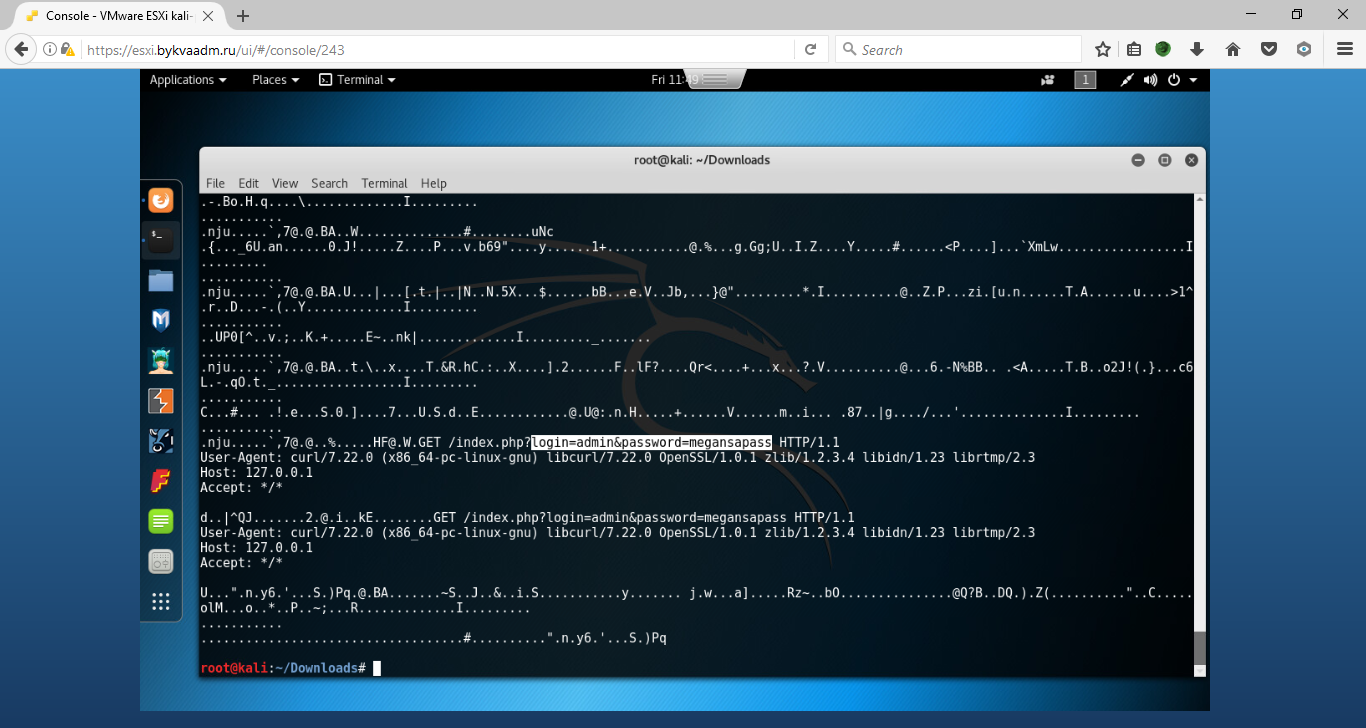 Console - VMware ESXi kali-
https://esxi.bykvaadm.ru/ui/#/console/243
Search
Applications
Places
Terminal
Fri 11:49
1
root@kali: ~/Downloads
File Edit View Search Terminal Help
.-.Bo.H.q....\.............I.........
...........
.nju.....`,7@.@.BA..W..............#........uNc
.{..._6U.an......0.J!.....Z....P...v.b69"....y......1+...........@.%...g.Gg;U..I.Z....Y.....#......<P....]...`XmLw.................I
.........
...........
.nju.....`,7@.@.BA.U...|...[.t.|..|N..N.5X...$......bB...e.V..Jb,...}@".........*.I..........@..Z.P...zi.[u.n......T.A......u....>1^
.r..D...-.(..Y.............I.........
...........
..UP0[^..v.;..K.+.....E~..nk|.............I........._.......
...........
.nju.....`,7@.@.BA..t.\..x....T.&R.hC.:..X....].2......F..lF?....Qr<....+...x...?.V..........@...6.-N%BB.. .<A.....T.B..o2J!(.}...c6
L.-.qO.t._.................I.........
...........
C...#... .!.e...S.0.]....7...U.S.d..E............@.U@:.n.H.....+......V......m..i... .87..|g..../...'..............I.........
...........
.nju.....`,7@.@..%.....HF@.W.GET /index.php?login=admin&password=megansapass HTTP/1.1
User-Agent: curl/7.22.0 (x86_64-pc-linux-gnu) libcurl/7.22.0 OpenSSL/1.0.1 zlib/1.2.3.4 libidn/1.23 librtmp/2.3
Host: 127.0.0.1
Accept: */*
d..|^QJ.......2.@.i..kE........GET /index.php?login=admin&password=megansapass HTTP/1.1
User-Agent: curl/7.22.0 (x86_64-pc-linux-gnu) libcurl/7.22.0 OpenSSL/1.0.1 zlib/1.2.3.4 libidn/1.23 librtmp/2.3
Host: 127.0.0.1
Accept: */*
U...".n.y6.'...S.)Pq.@.BA.......~S..J..&..i.S...........y....... j.w...a].....Rz~..bO...............@Q?B..DQ.).Z(.........."..C.....
olM...o..*..P..~;...R.............I.........
...........
...................................#..........".n.y6.'...S.)Pq
root@kali:~/Downloads#